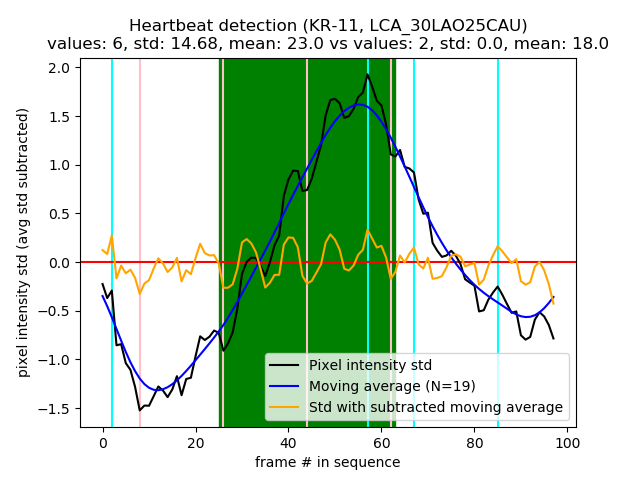 Heartbeat detection (KR-11, LCA_30LAO25CAU)
values: 6, std: 14.68, mean: 23.0 vs values: 2, std: 0.0, mean: 18.0
pixel intensity std (avg std subtracted)
2.0
1.5
1.0
0.5
0.0
−0.5
−1.0
−1.5
Pixel intensity std
Moving average (N=19)
Std with subtracted moving average
0 20 40 60 80 100
frame # in sequence